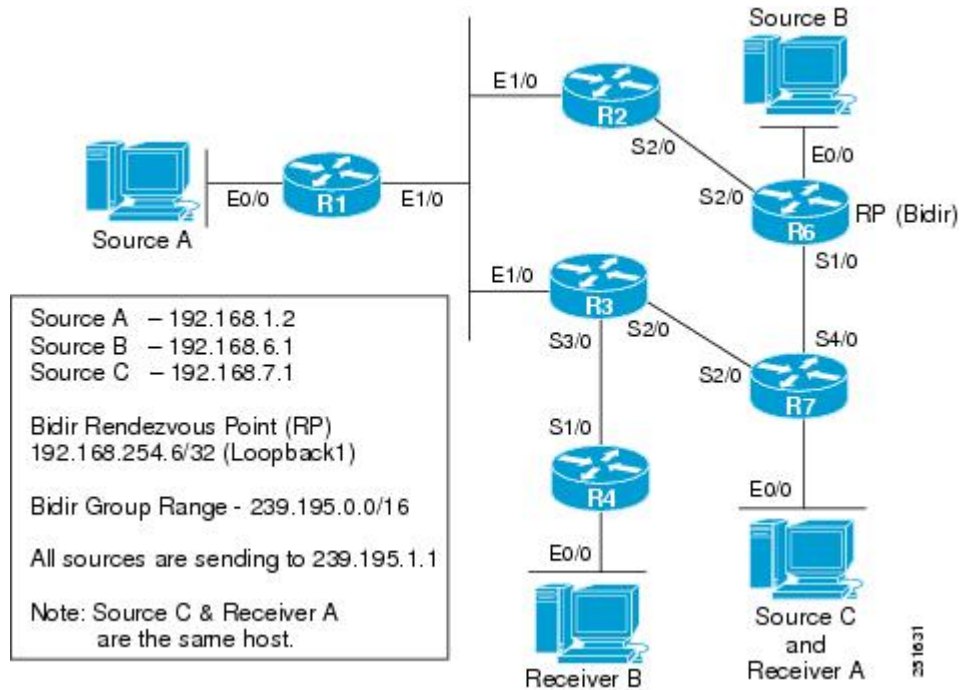 Source B
E1/0
R2
S2/0
E0/0
E0/0
R1
E1/0
S2/0
R6
RP (Bidir)
Source A
S1/0
E1/0
R3
S3/0
S2/0
S4/0
S2/0
R7
Source A – 192.168.1.2
Source B – 192.168.6.1
Source C – 192.168.7.1
Bidir Rendezvous Point (RP)
192.168.254.6/32 (Loopback1)
Bidir Group Range - 239.195.0.0/16
All sources are sending to 239.195.1.1
Note: Source C & Receiver A
are the same host.
S1/0
R4
E0/0
E0/0
Receiver B
Source C
and
Receiver A
251631